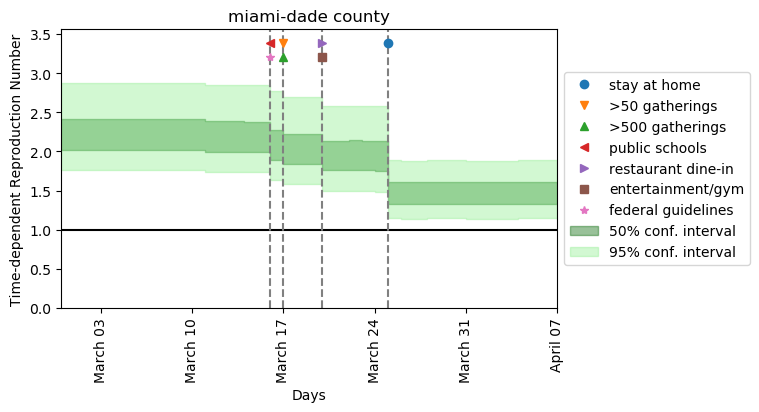 miami-dade county
Time-dependent Reproduction Number
3.5
3.0
2.5
2.0
1.5
1.0
0.5
0.0
March 03
March 10
March 17
March 24
March 31
April 07
Days
stay at home
>50 gatherings
>500 gatherings
public schools
restaurant dine-in
entertainment/gym
federal guidelines
50% conf. interval
95% conf. interval